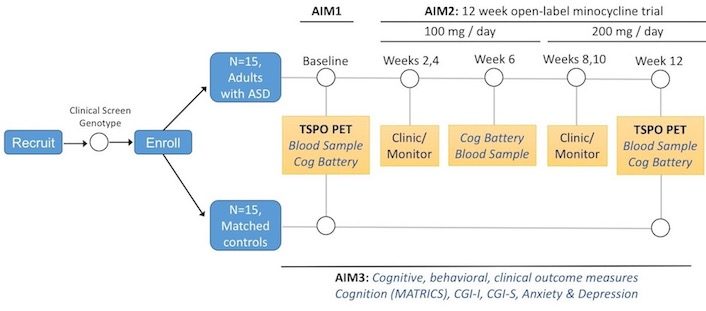 AIM1
AIM2: 12 week open-label minocycline trial
100 mg / day
200 mg / day
N=15,
Adults
with ASD
Baseline
Weeks 2,4
Week 6
Weeks 8,10
Week 12
Clinical Screen
Genotype
Recruit
Enroll
TSPO PET
Blood Sample
Cog Battery
Clinic/
Monitor
Cog Battery
Blood Sample
Clinic/
Monitor
TSPO PET
Blood Sample
Cog Battery
N=15,
Matched
controls
AIM3: Cognitive, behavioral, clinical outcome measures
Cognition (MATRICS), CGI-I, CGI-S, Anxiety & Depression